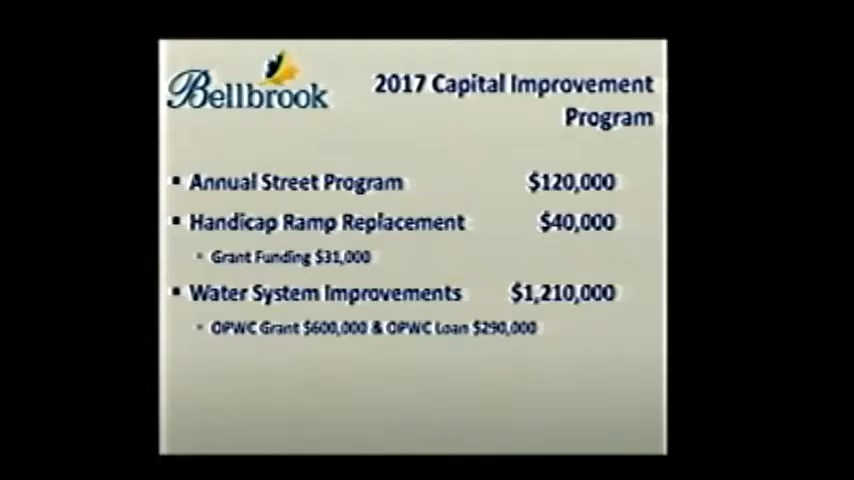 Bellbrook
2017 Capital Improvement
Program
▪ Annual Street Program $120,000
▪ Handicap Ramp Replacement $40,000
▪ Grant Funding $31,000
▪ Water System Improvements $1,210,000
▪ OPWC Grant $600,000 & OPWC Loan $290,000